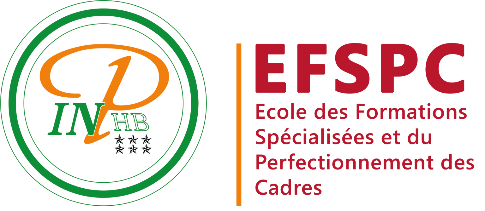 INP
HB
EFSPC
Ecole des Formations
Spécialisées et du
Perfectionnement des
Cadres